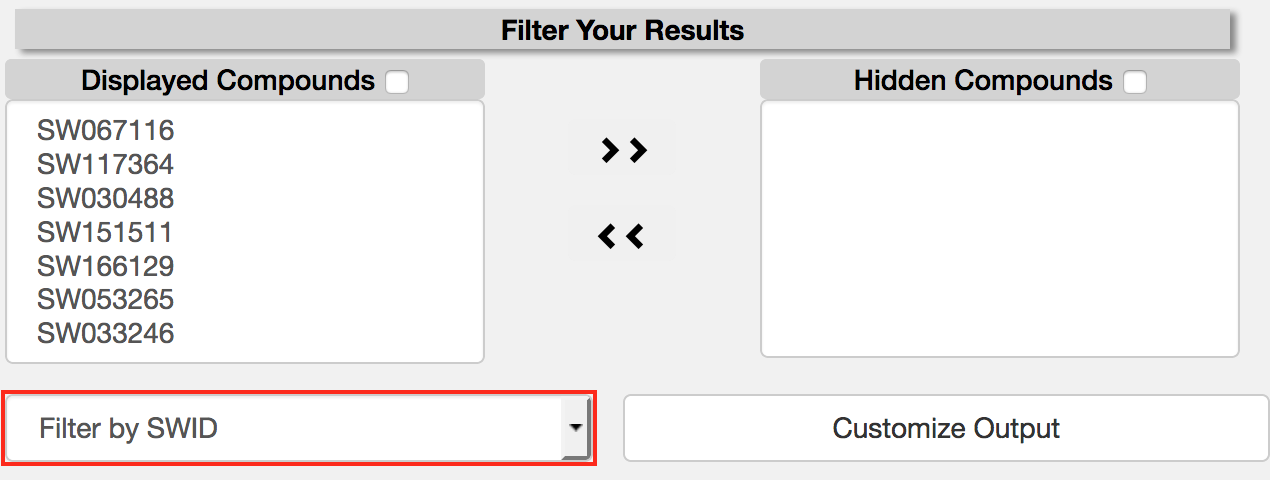 Filter Your Results
Displayed Compounds
Hidden Compounds
SW067116
SW117364
SW030488
SW151511
SW166129
SW053265
SW033246
>>
<<
Filter by SWID
Customize Output